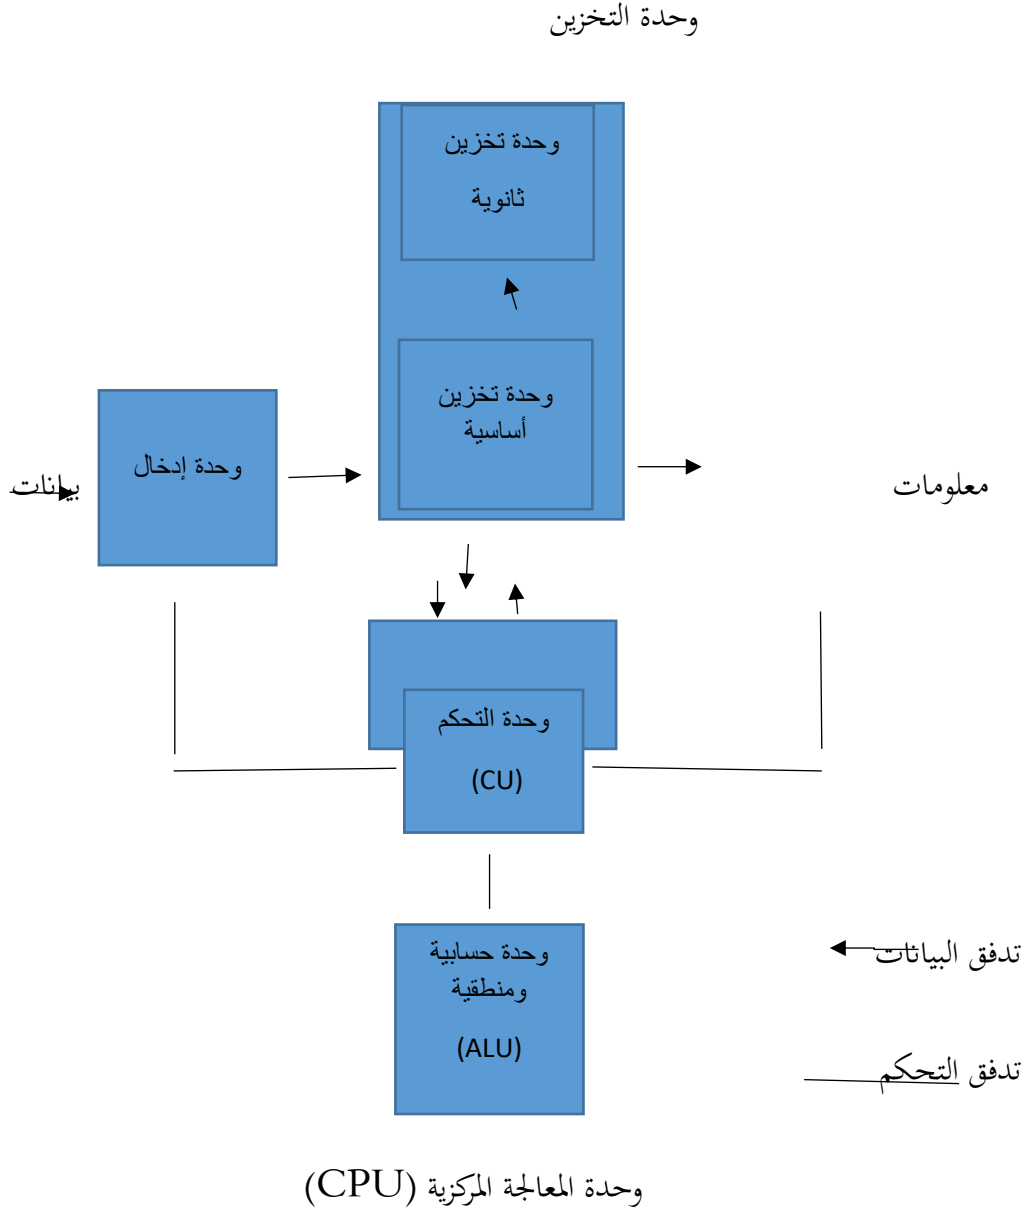 وحدة التخزين
وحدة تخزين
ثانوية
وحدة تخزين
أساسية
وحدة إدخال
بيانات
معلومات
وحدة التحكم
(CU)
وحدة حسابية
ومنطقية
(ALU)
تدفق البيانات
تدفق التحكم
وحدة المعالجة المركزية (CPU)